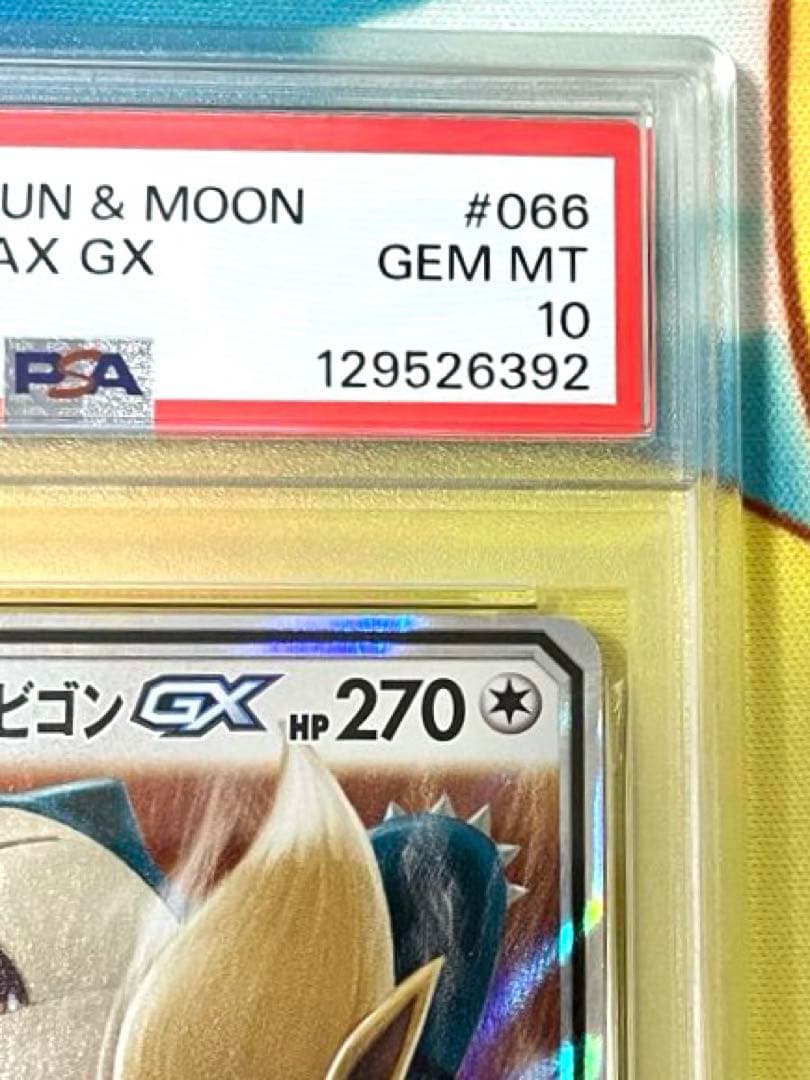 UN & MOON #066
AX GX GEM MT
10
PSA 129526392
ビゴン GX HP 270